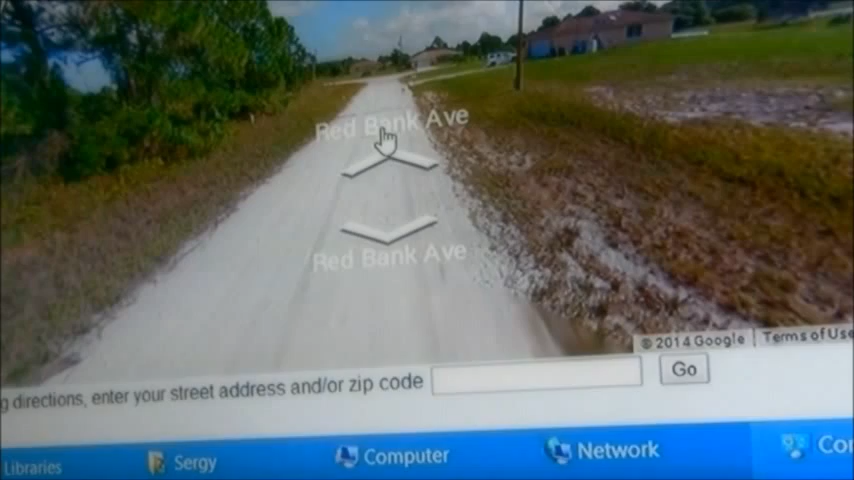 Red Bank Ave
Red Bank Ave
© 2014 Google | Terms of Use
g directions, enter your street address and/or zip code
Go
Libraries
Sergy
Computer
Network
Co